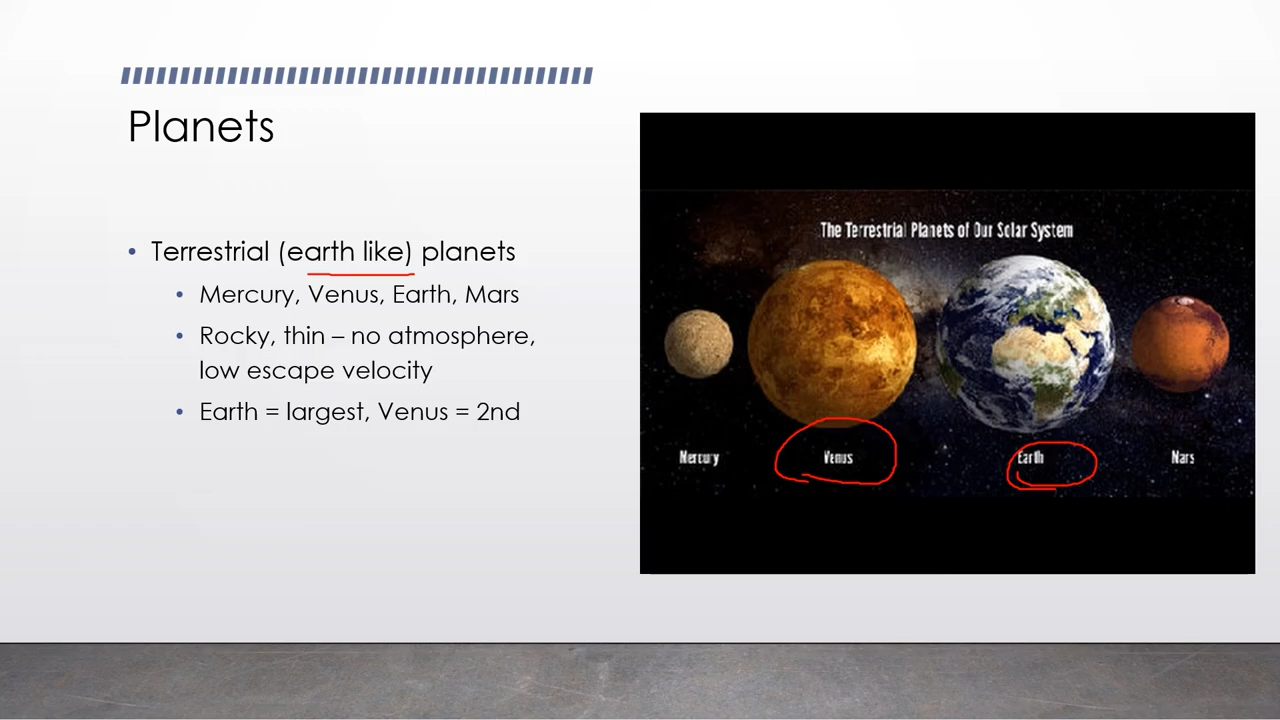 Planets
• Terrestrial (earth like) planets
• Mercury, Venus, Earth, Mars
• Rocky, thin – no atmosphere,
low escape velocity
• Earth = largest, Venus = 2nd
The Terrestrial Planets of Our Solar System
Mercury
Venus
Earth
Mars